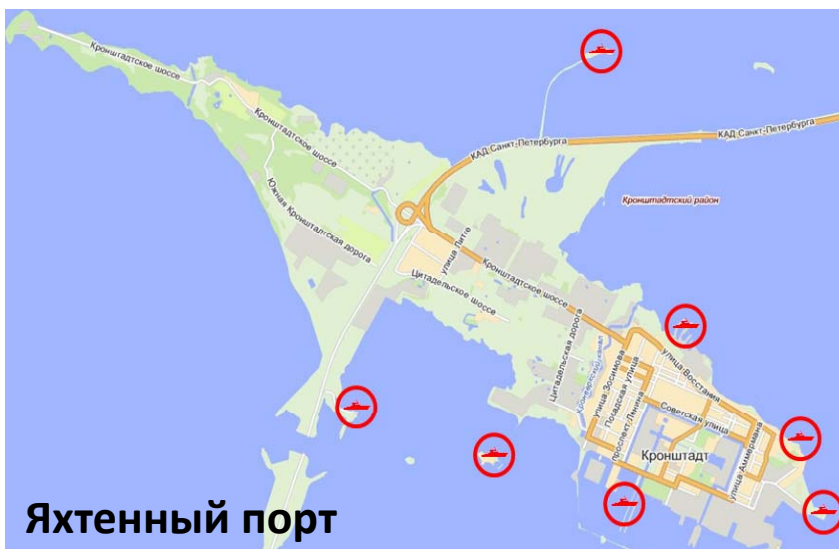 Кронштадтское шоссе
Кронштадтское шоссе
КАД Санкт-Петербурга
КАД Санкт-Петербурга
Южная Кронштадтская дорога
Кронштадтский район
улица Литке
Цитадельское шоссе
Кронштадтское шоссе
Цитадельская дорога
Кронверкский канал
улица Зосимова
Посадская улица
проспект Ленина
улица Восстания
Советская улица
улица Аммермана
Кронштадт
Яхтенный порт